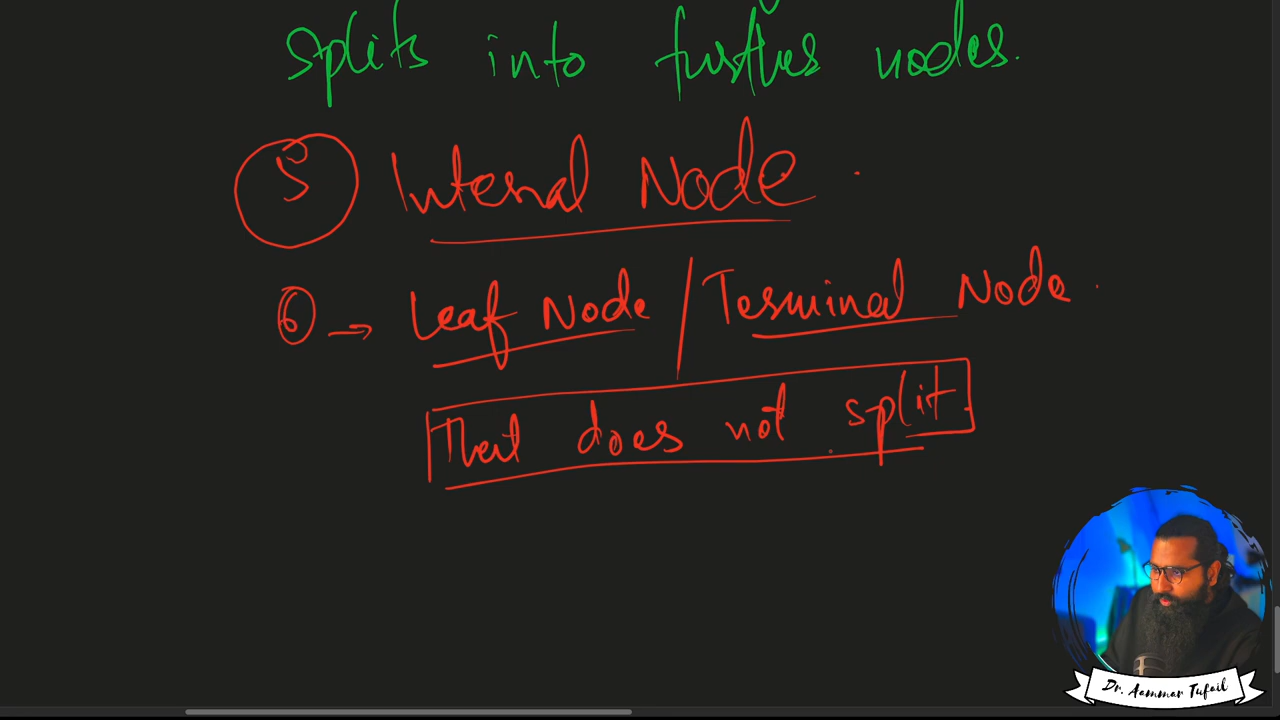 splits into further nodes.
5 Internal Node.
6 → Leaf Node / Terminal Node.
That does not split.
Dr. Aammar Tufail